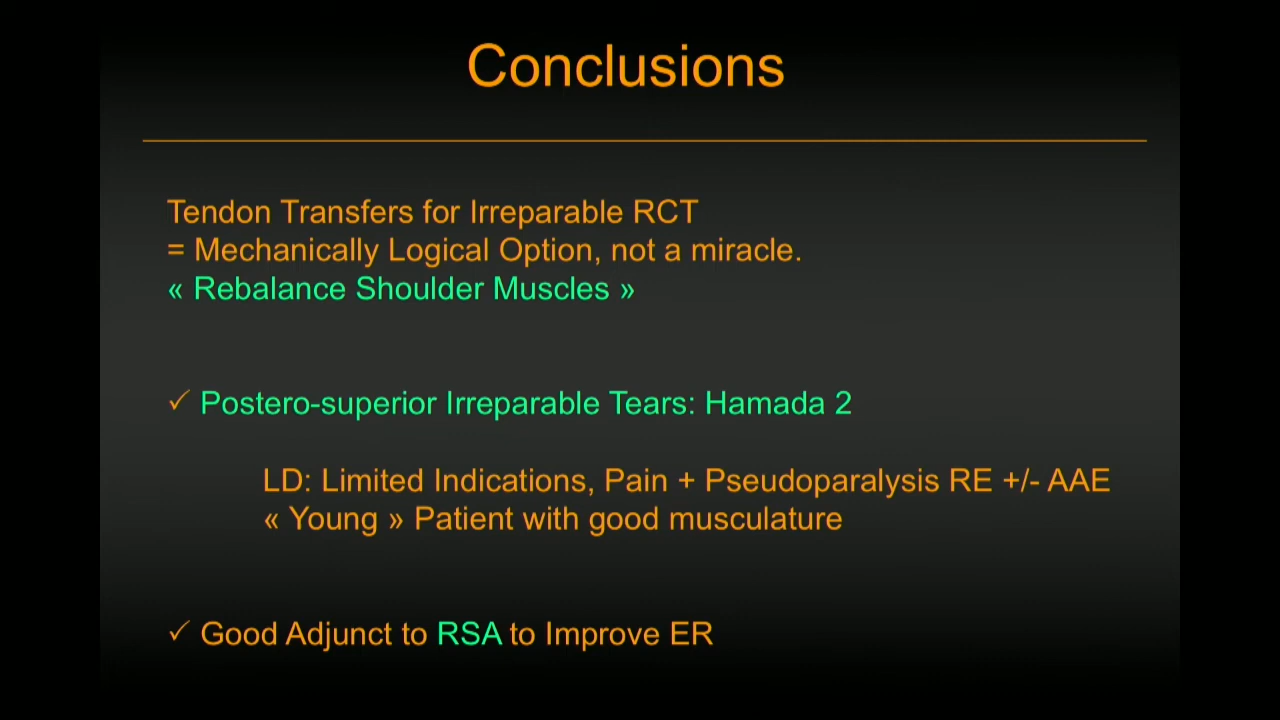 Conclusions
Tendon Transfers for Irreparable RCT
= Mechanically Logical Option, not a miracle.
« Rebalance Shoulder Muscles »
✓ Postero-superior Irreparable Tears: Hamada 2
LD: Limited Indications, Pain + Pseudoparalysis RE +/- AAE
« Young » Patient with good musculature
✓ Good Adjunct to RSA to Improve ER